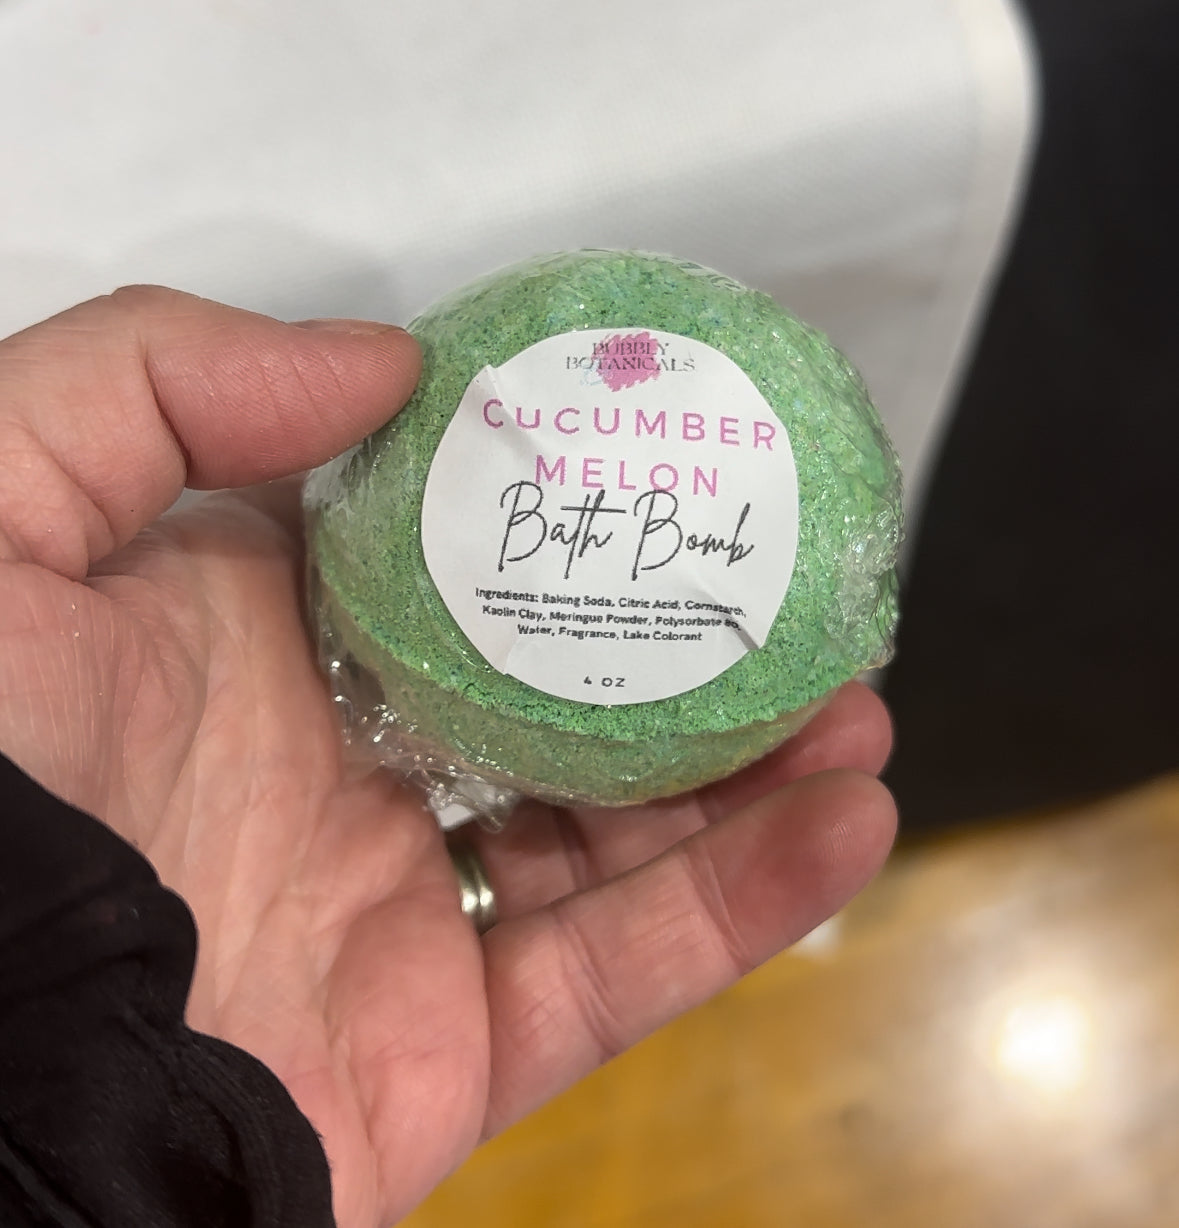 BUBBLY
BOTANICALS
CUCUMBER
MELON
Bath Bomb
Ingredients: Baking Soda, Citric Acid, Cornstarch,
Kaolin Clay, Meringue Powder, Polysorbate 80,
Water, Fragrance, Lake Colorant
4 OZ